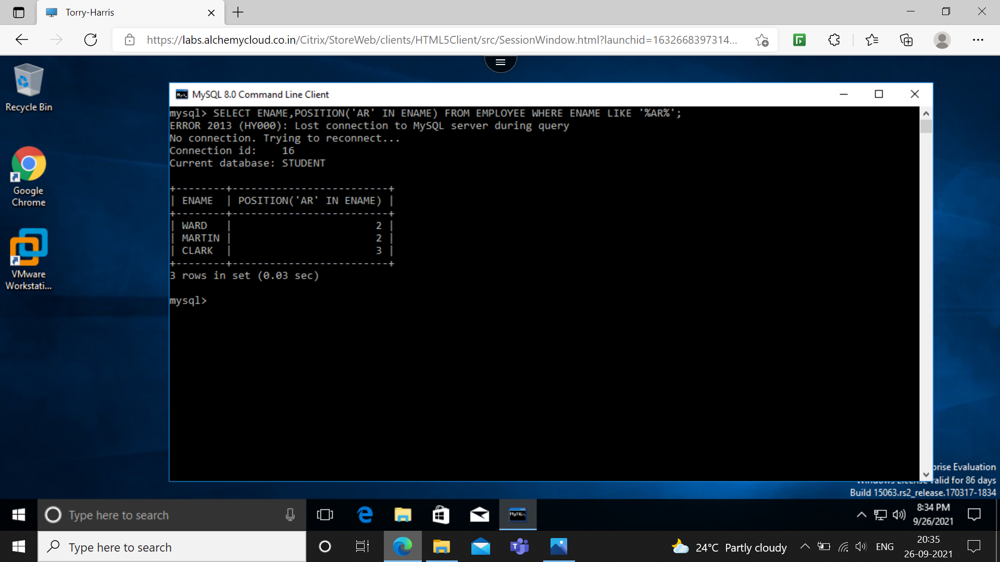 Torry-Harris
https://labs.alchemycloud.co.in/Citrix/StoreWeb/clients/HTML5Client/src/SessionWindow.html?launchid=1632668397314...
Recycle Bin
Google
Chrome
VMware
Workstati...
MySQL 8.0 Command Line Client
mysql> SELECT ENAME,POSITION('AR' IN ENAME) FROM EMPLOYEE WHERE ENAME LIKE '%AR%';
ERROR 2013 (HY000): Lost connection to MySQL server during query
No connection. Trying to reconnect...
Connection id:    16
Current database: STUDENT
+--------+-------------------------+
| ENAME  | POSITION('AR' IN ENAME) |
+--------+-------------------------+
| WARD   |                       2 |
| MARTIN |                       2 |
| CLARK  |                       3 |
+--------+-------------------------+
3 rows in set (0.03 sec)
mysql>
prise Evaluation
Windows License valid for 86 days
Build 15063.rs2_release.170317-1834
Type here to search
8:34 PM
9/26/2021
Type here to search
24°C Partly cloudy
ENG
20:35
26-09-2021